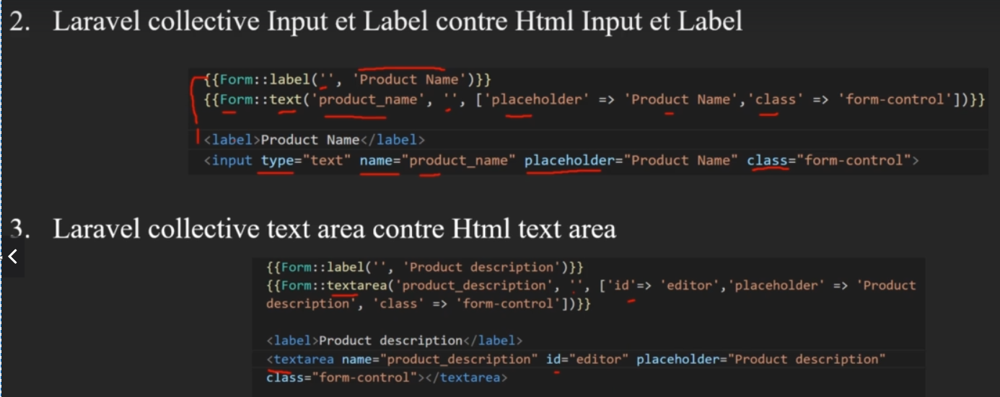 2. Laravel collective Input et Label contre Html Input et Label
{{Form::label('', 'Product Name')}}
{{Form::text('product_name', '', ['placeholder' => 'Product Name','class' => 'form-control'])}}
<label>Product Name</label>
<input type="text" name="product_name" placeholder="Product Name" class="form-control">
3. Laravel collective text area contre Html text area
{{Form::label('', 'Product description')}}
{{Form::textarea('product_description', '', ['id'=> 'editor','placeholder' => 'Product
description', 'class' => 'form-control'])}}
<label>Product description</label>
<textarea name="product_description" id="editor" placeholder="Product description"
class="form-control"></textarea>